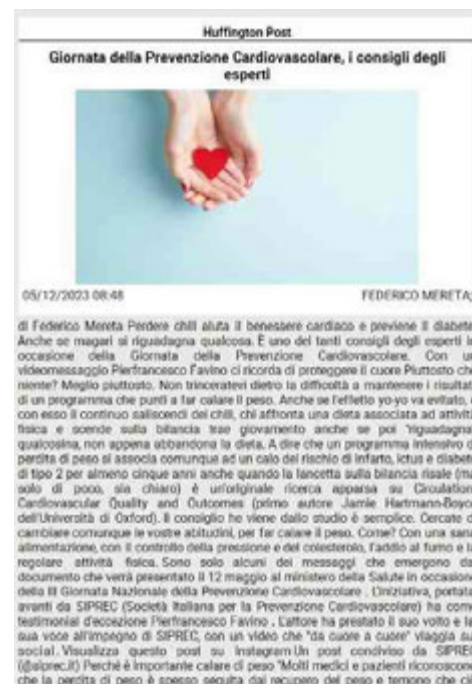 Huffington Post
Giornata della Prevenzione Cardiovascolare, i consigli degli
esperti
05/12/2023 08:48 FEDERICO MERETA;
di Federico Mereta Perdere chili aiuta il benessere cardiaco e previene il diabete
Anche se magari si riguadagna qualcosa. È uno dei tanti consigli degli esperti in
occasione della Giornata della Prevenzione Cardiovascolare. Con un
videomessaggio Pierfrancesco Favino ci ricorda di proteggere il cuore Piuttosto che
niente? Meglio piuttosto. Non trinceratevi dietro la difficoltà a mantenere i risultat
di un programma che punti a far calare il peso. Anche se l'effetto yo-yo va evitato,
con esso il continuo saliscendi dei chili, chi affronta una dieta associata ad attività
fisica e scende sulla bilancia trae giovamento anche se poi "riguadagna
qualcosina, non appena abbandona la dieta. A dire che un programma intensivo di
perdita di peso si associa comunque ad un calo del rischio di infarto, ictus e diabete
di tipo 2 per almeno cinque anni anche quando la lancetta sulla bilancia risale (ma
solo di poco, sia chiaro) è un'originale ricerca apparsa su Circulation:
Cardiovascular Quality and Outcomes (primo autore Jamie Hartmann-Boyce
dell'Università di Oxford). Il consiglio che viene dallo studio è semplice. Cercate di
cambiare comunque le vostre abitudini, per far calare il peso. Come? Con una sana
alimentazione, con il controllo della pressione e del colesterolo, l'addio al fumo e la
regolare attività fisica. Sono solo alcuni dei messaggi che emergono dal
documento che verrà presentato il 12 maggio al ministero della Salute in occasione
della III Giornata Nazionale della Prevenzione Cardiovascolare . L'iniziativa, portata
avanti da SIPREC (Società Italiana per la Prevenzione Cardiovascolare) ha come
testimonial d'eccezione Pierfrancesco Favino . L'attore ha prestato il suo volto e la
sua voce all'impegno di SIPREC, con un video che "da cuore a cuore" viaggia sui
social. Visualizza questo post su Instagram Un post condiviso da SIPREC
(@siprec.it) Perché è importante calare di peso "Molti medici e pazienti riconoscono
che la perdita di peso è spesso seguita dal recupero del peso e temono che ciò